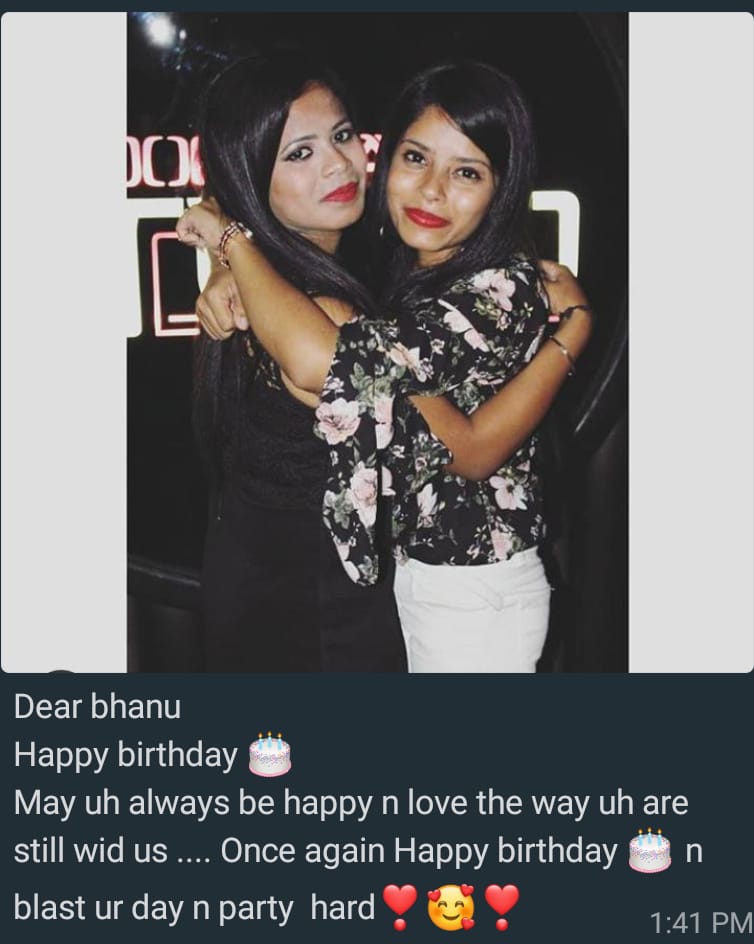 Dear bhanu
Happy birthday 🎂
May uh always be happy n love the way uh are
still wid us .... Once again Happy birthday 🎂 n
blast ur day n party  hard❣️🥰❣️
1:41 PM